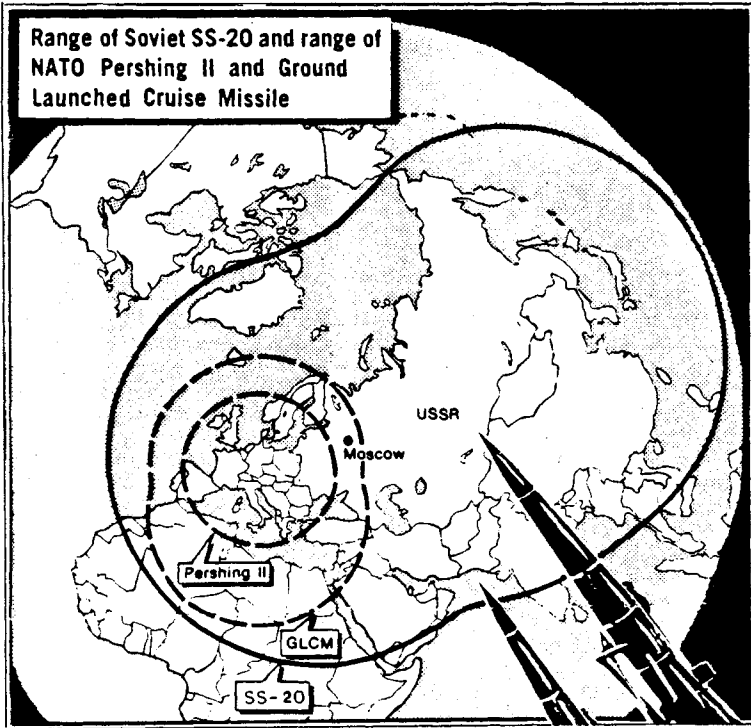 Range of Soviet SS-20 and range of
NATO Pershing II and Ground
Launched Cruise Missile
USSR
Moscow
Pershing II
GLCM
SS-20